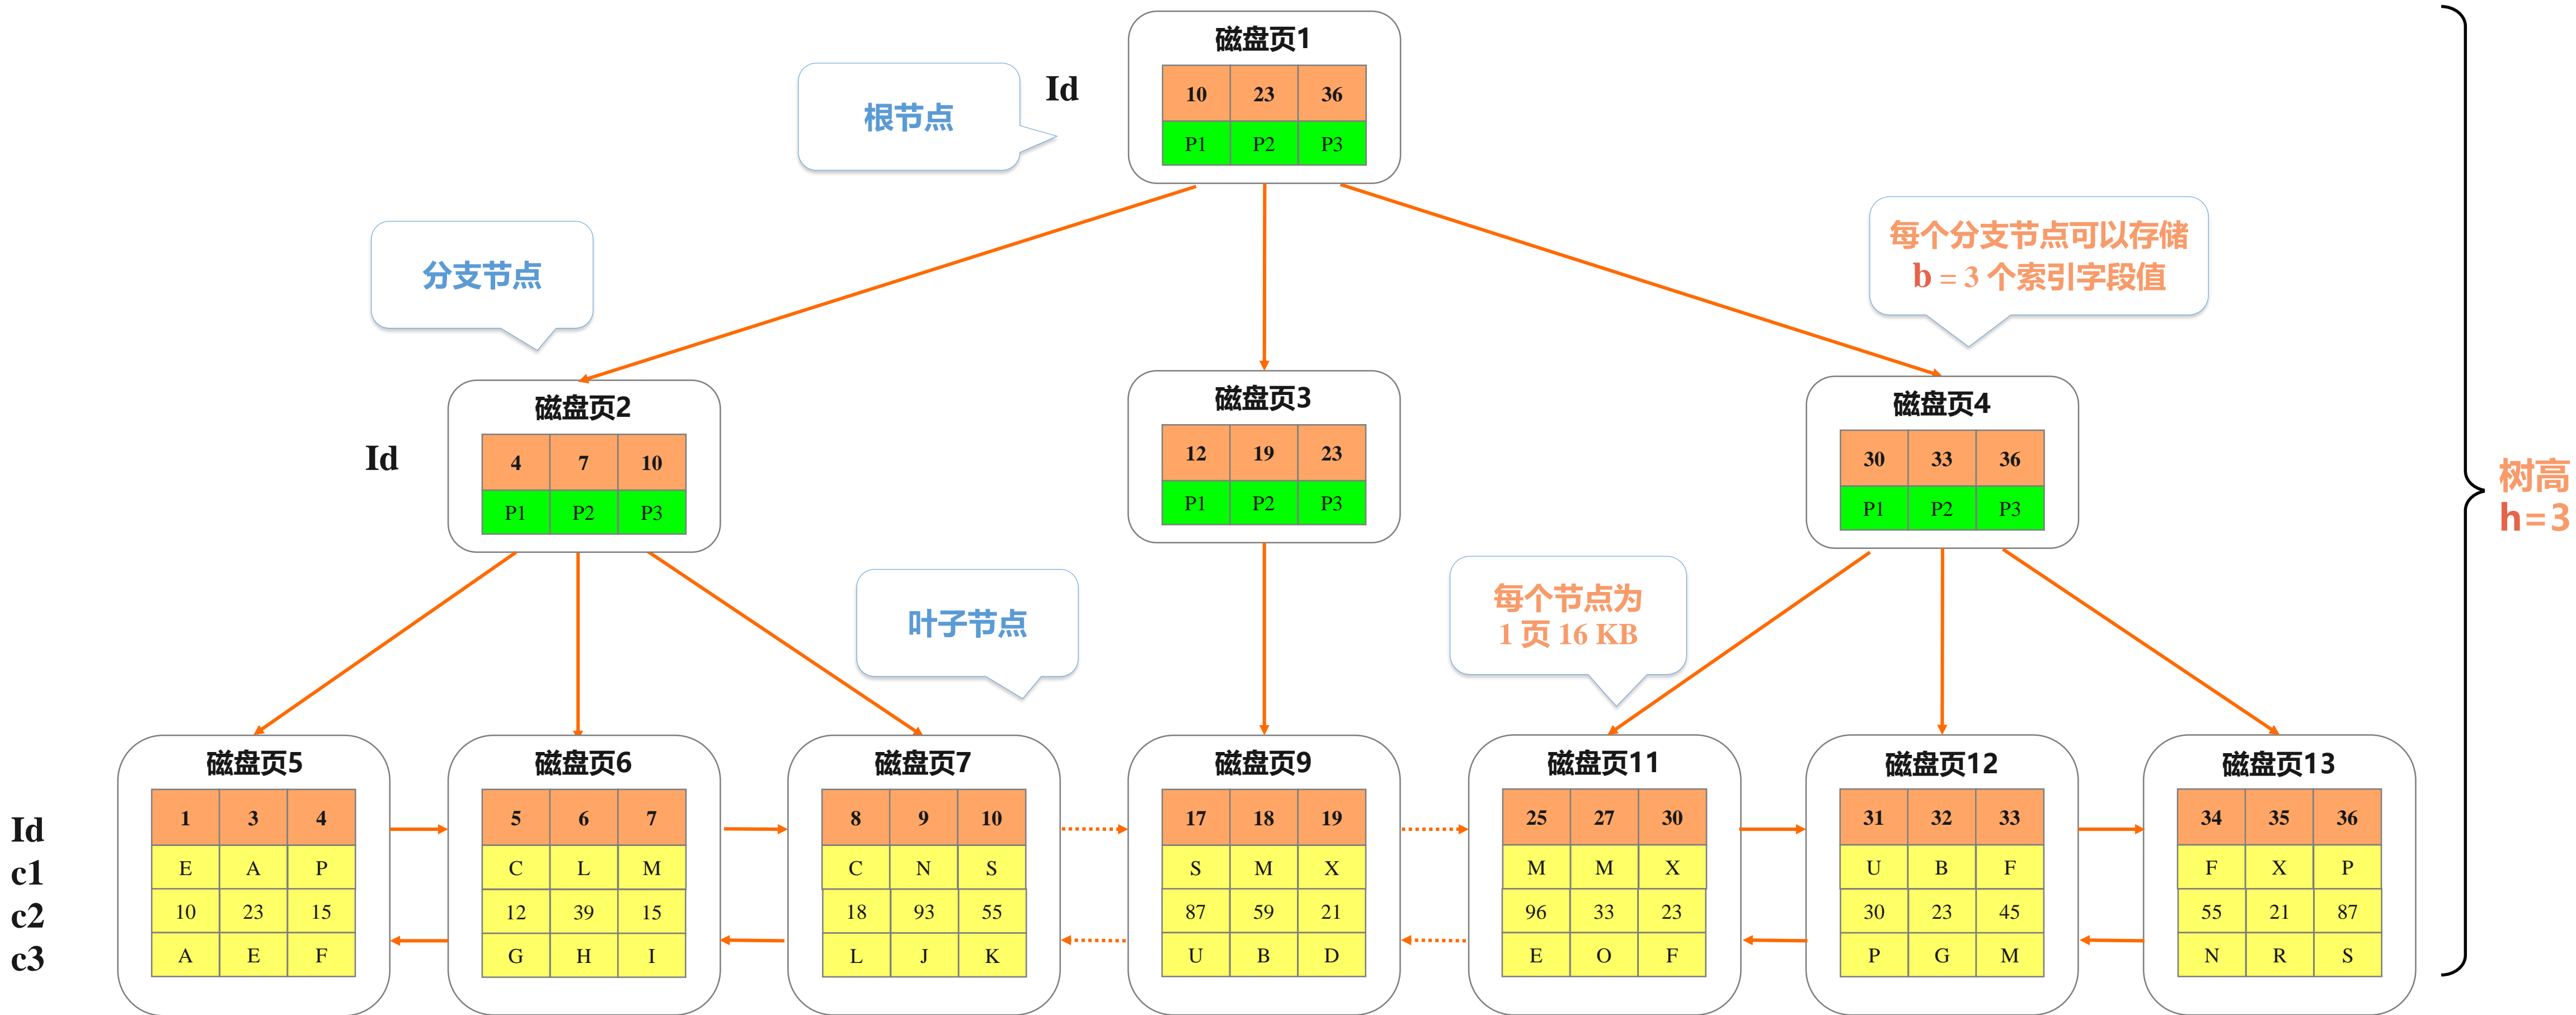 磁盘页1
Id
10 23 36
P1 P2 P3
根节点
分支节点
每个分支节点可以存储
b = 3 个索引字段值
磁盘页2
Id
4 7 10
P1 P2 P3
磁盘页3
12 19 23
P1 P2 P3
磁盘页4
30 33 36
P1 P2 P3
树高
h=3
叶子节点
每个节点为
1 页 16 KB
Id
c1
c2
c3
磁盘页5
1 3 4
E A P
10 23 15
A E F
磁盘页6
5 6 7
C L M
12 39 15
G H I
磁盘页7
8 9 10
C N S
18 93 55
L J K
磁盘页9
17 18 19
S M X
87 59 21
U B D
磁盘页11
25 27 30
M M X
96 33 23
E O F
磁盘页12
31 32 33
U B F
30 23 45
P G M
磁盘页13
34 35 36
F X P
55 21 87
N R S